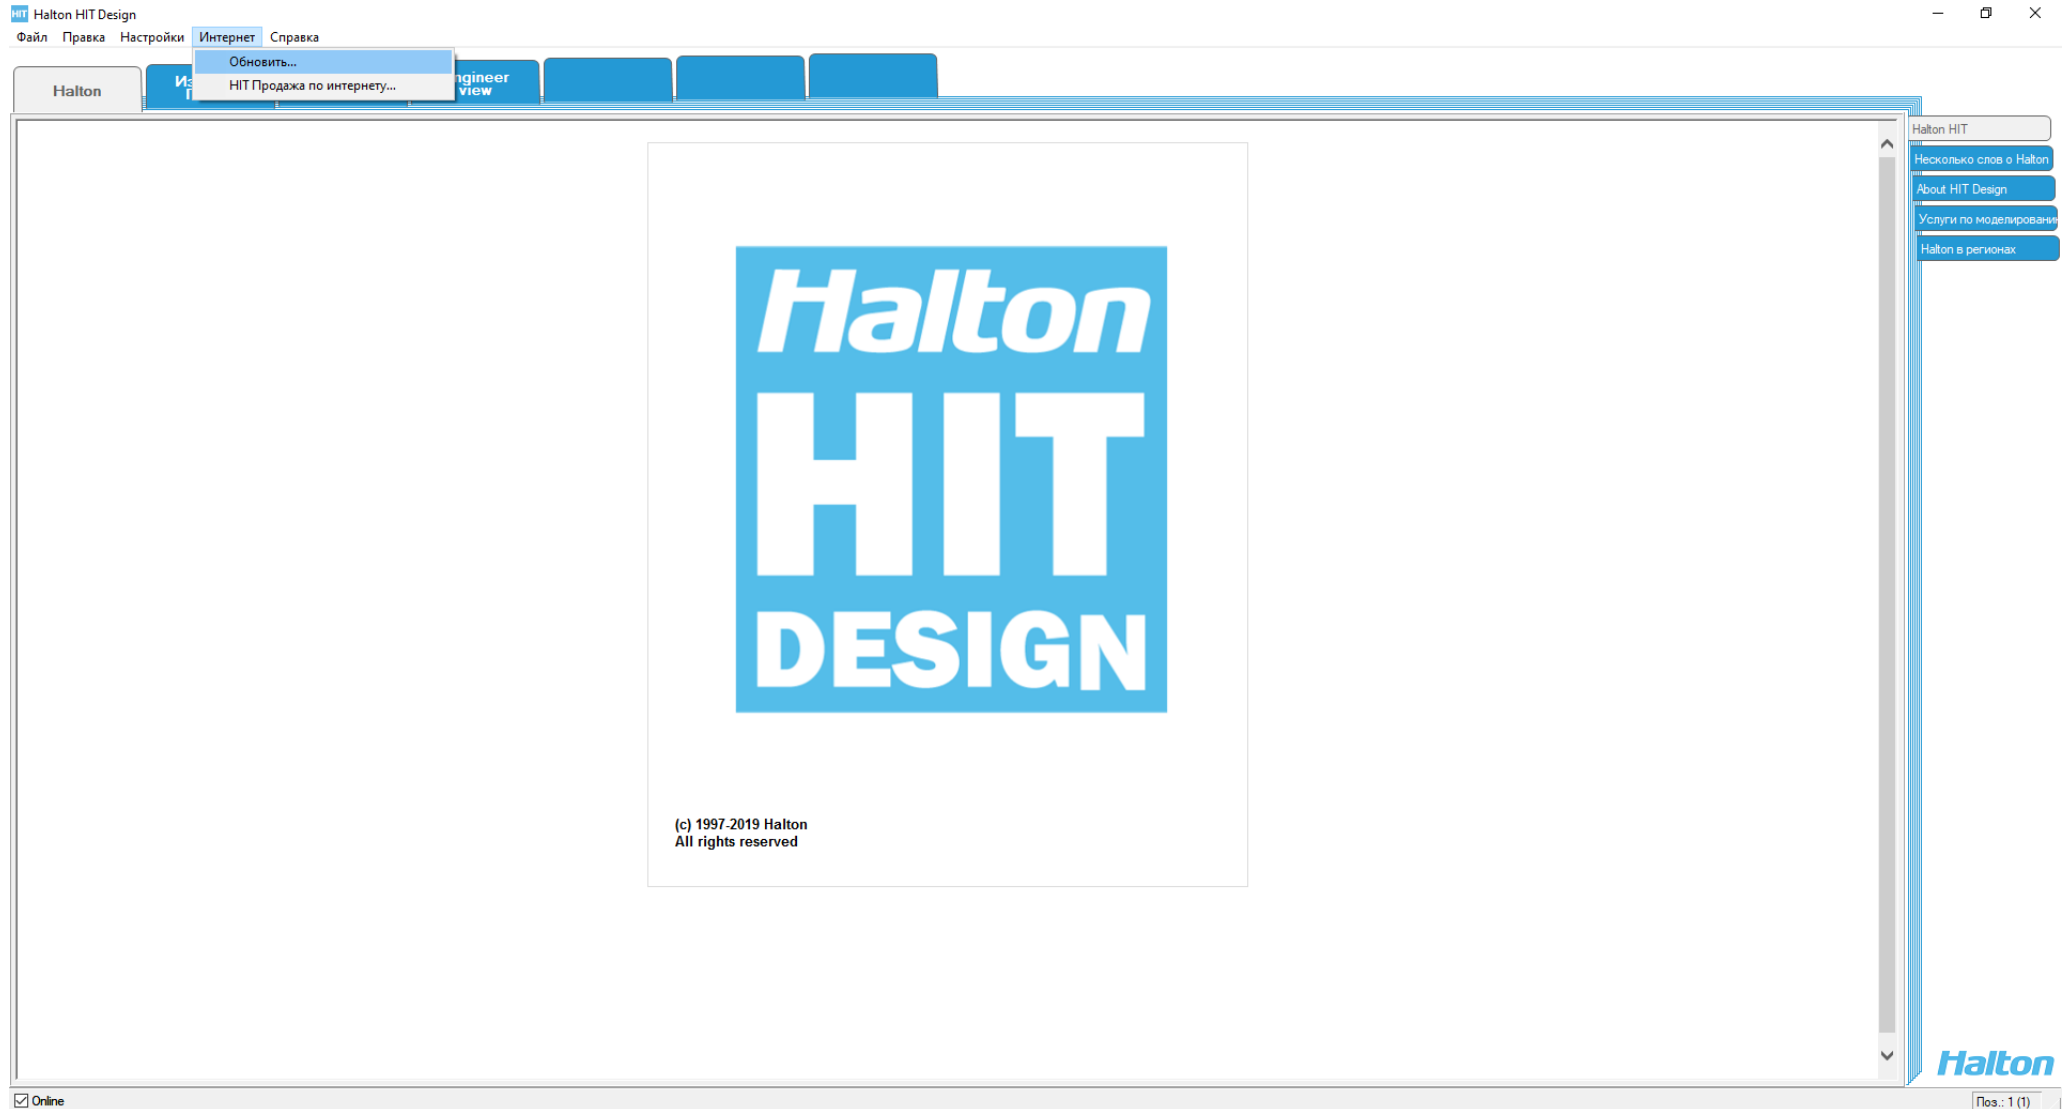 HIT Halton HIT Design
Файл Правка Настройки Интернет Справка
Обновить...
HIT Продажа по интернету...
Halton
view
Halton HIT
Несколько слов о Halton
About HIT Design
Услуги по моделировани
Halton в регионах
Halton
HIT
DESIGN
(c) 1997-2019 Halton
All rights reserved
Halton
Online
Поз.: 1 (1)